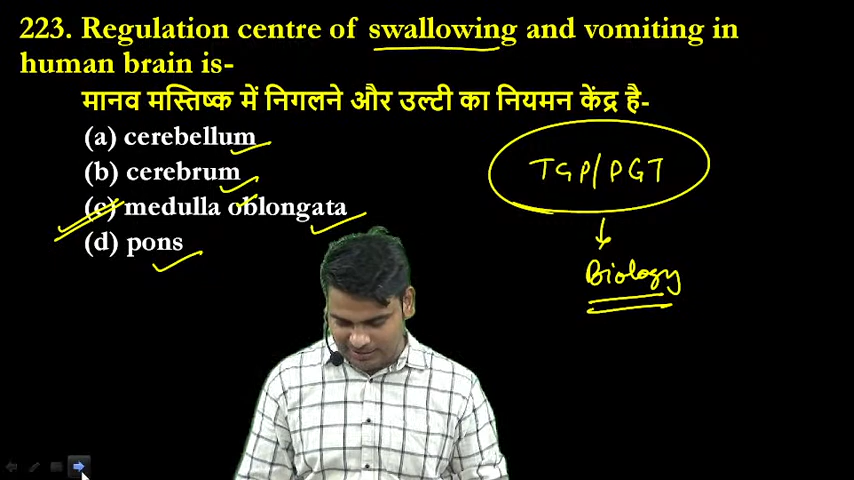 223. Regulation centre of swallowing and vomiting in
human brain is-
मानव मस्तिष्क में निगलने और उल्टी का नियमन केंद्र है-
(a) cerebellum
(b) cerebrum
(c) medulla oblongata
(d) pons
TGP/PGT
Biology